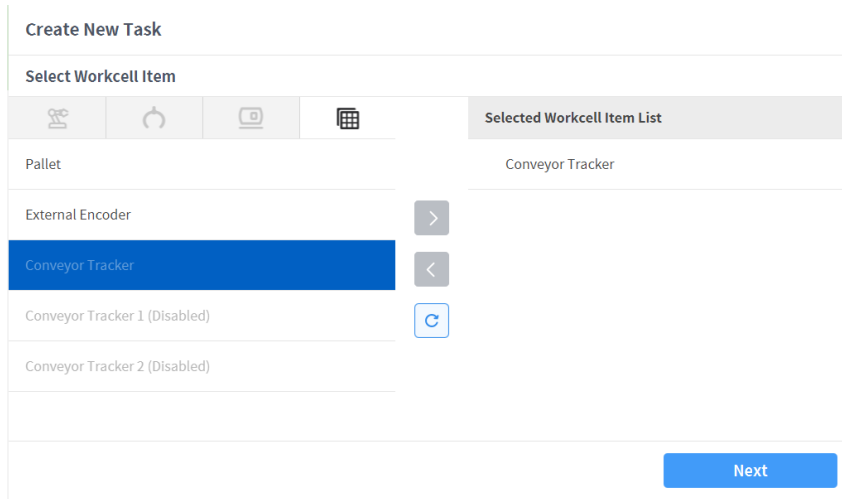 Create New Task
Select Workcell Item
Selected Workcell Item List
Pallet
Conveyor Tracker
External Encoder
Conveyor Tracker
Conveyor Tracker 1 (Disabled)
Conveyor Tracker 2 (Disabled)
Next